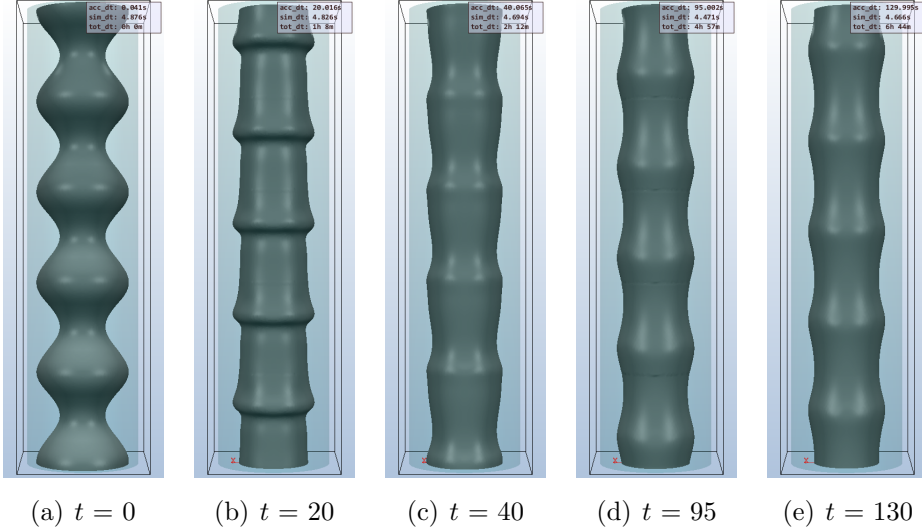 acc_dt: 0.041s
sim_dt: 4.876s
tot_dt: 0h 0m
acc_dt: 20.016s
sim_dt: 4.826s
tot_dt: 1h 8m
acc_dt: 40.065s
sim_dt: 4.694s
tot_dt: 2h 12m
acc_dt: 95.002s
sim_dt: 4.471s
tot_dt: 4h 57m
acc_dt: 129.995s
sim_dt: 4.666s
tot_dt: 6h 44m
(a) t = 0
(b) t = 20
(c) t = 40
(d) t = 95
(e) t = 130